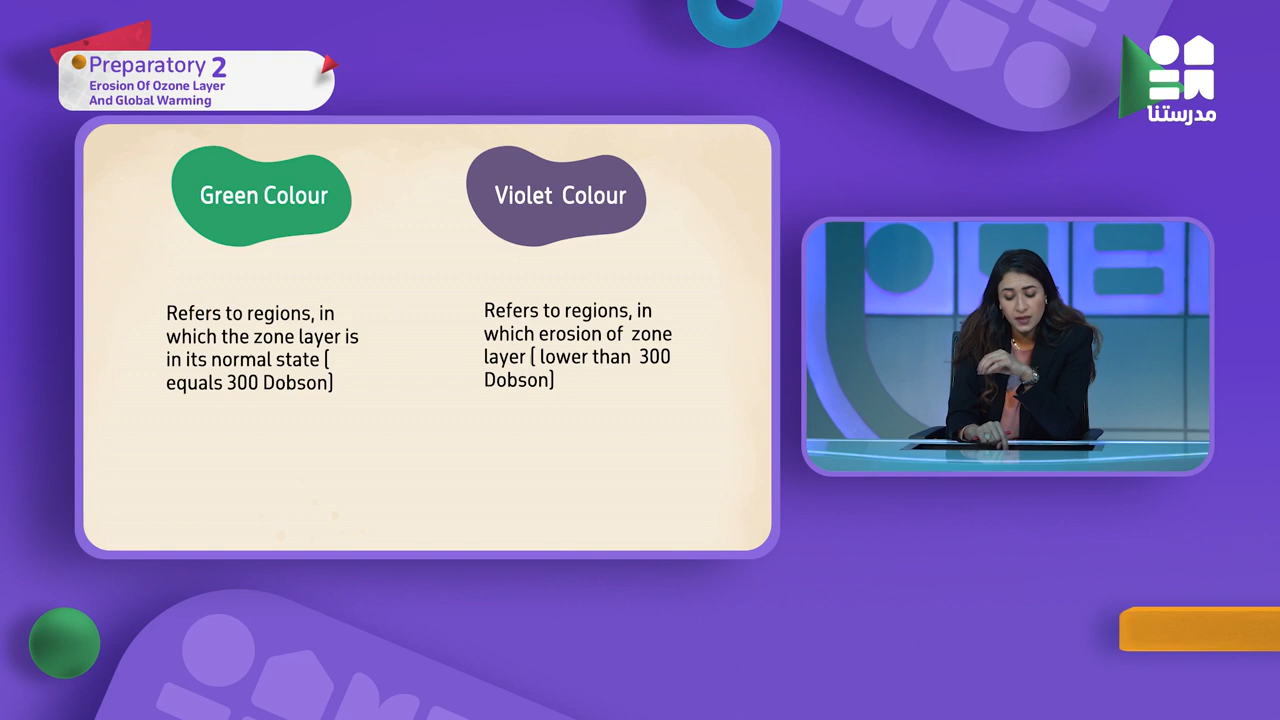 Preparatory 2
Erosion Of Ozone Layer
And Global Warming
مدرستنا
Green Colour
Violet Colour
Refers to regions, in
which the zone layer is
in its normal state (
equals 300 Dobson)
Refers to regions, in
which erosion of zone
layer ( lower than 300
Dobson)